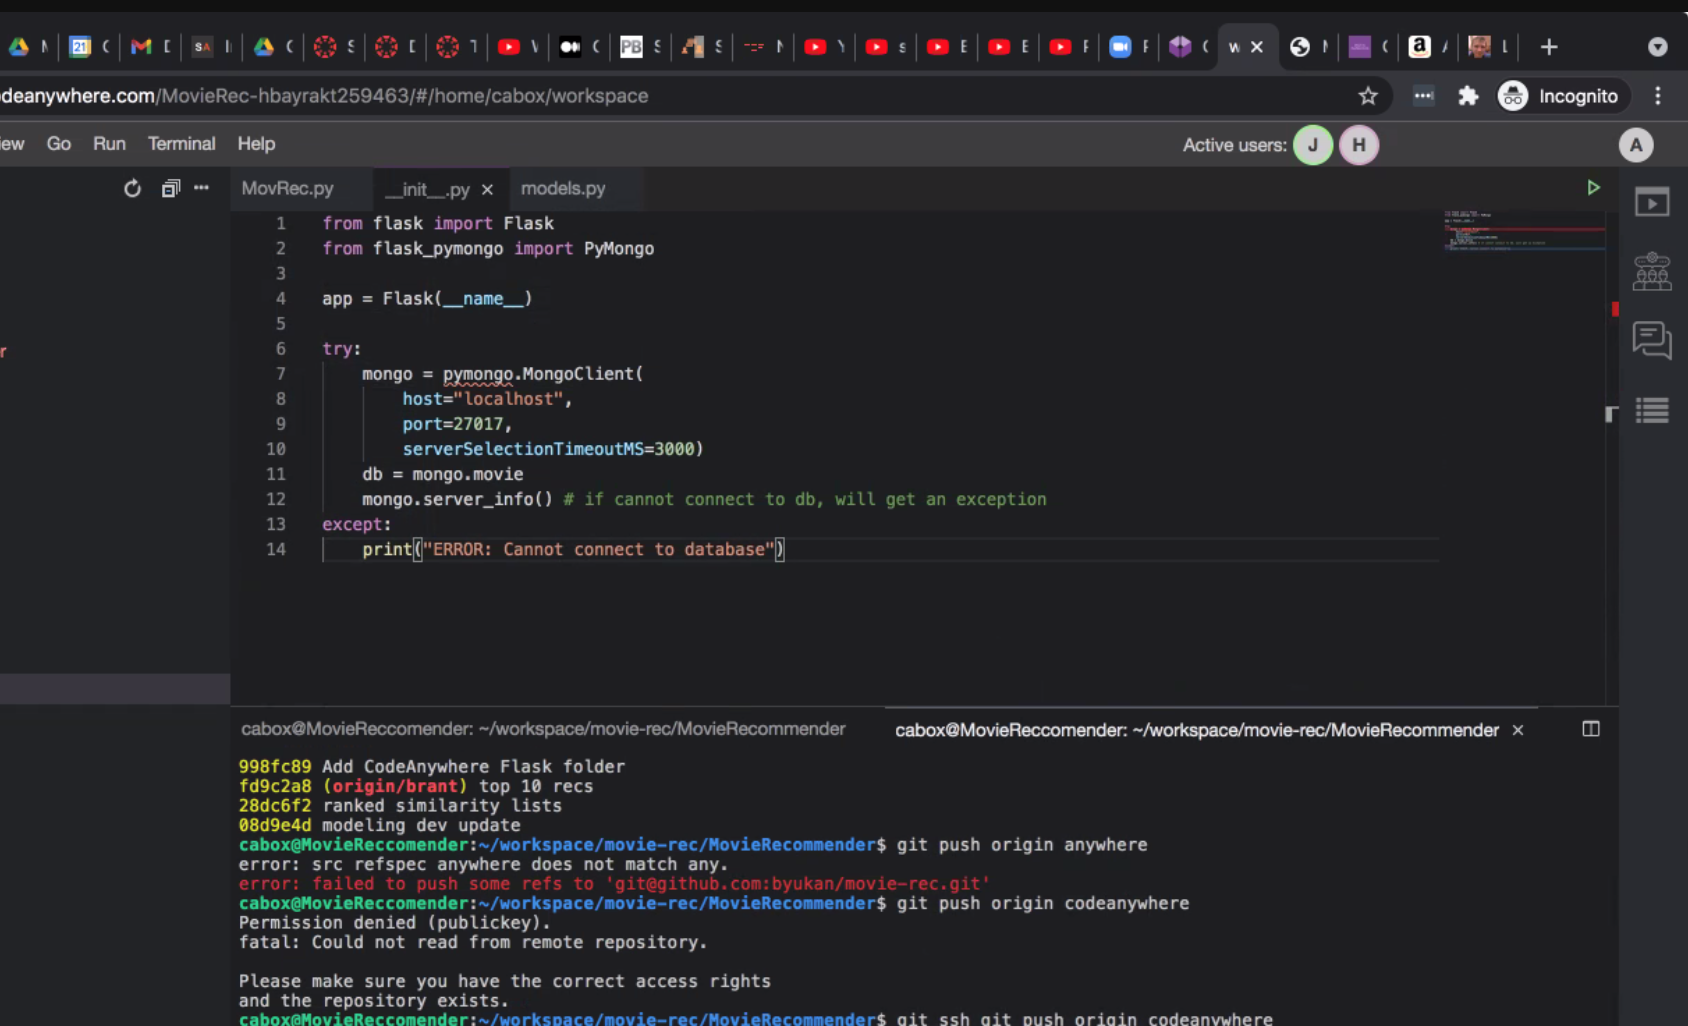 M C M D SA I C S D T V C PB S S N Y s E E F F C w N C a A L
deanywhere.com/MovieRec-hbayrakt259463/#/home/cabox/workspace
Incognito
ew Go Run Terminal Help
Active users: J H A
MovRec.py __init__.py models.py
1 from flask import Flask
2 from flask_pymongo import PyMongo
3
4 app = Flask(__name__)
5
6 try:
7 mongo = pymongo.MongoClient(
8 host="localhost",
9 port=27017,
10 serverSelectionTimeoutMS=3000)
11 db = mongo.movie
12 mongo.server_info() # if cannot connect to db, will get an exception
13 except:
14 print("ERROR: Cannot connect to database")
r
cabox@MovieReccomender: ~/workspace/movie-rec/MovieRecommender
cabox@MovieReccomender: ~/workspace/movie-rec/MovieRecommender
998fc89 Add CodeAnywhere Flask folder
fd9c2a8 (origin/brant) top 10 recs
28dc6f2 ranked similarity lists
08d9e4d modeling dev update
cabox@MovieReccomender:~/workspace/movie-rec/MovieRecommender$ git push origin anywhere
error: src refspec anywhere does not match any.
error: failed to push some refs to 'git@github.com:byukan/movie-rec.git'
cabox@MovieReccomender:~/workspace/movie-rec/MovieRecommender$ git push origin codeanywhere
Permission denied (publickey).
fatal: Could not read from remote repository.
Please make sure you have the correct access rights
and the repository exists.
cabox@MovieReccomender:~/workspace/movie-rec/MovieRecommender$ git ssh git push origin codeanywhere